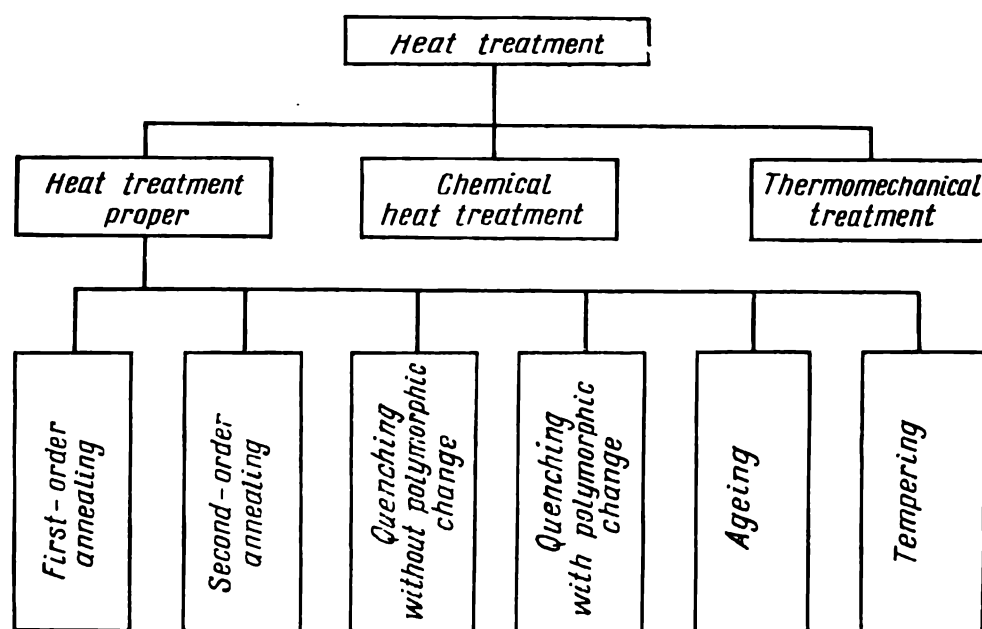 Heat treatment
Heat treatment
proper
Chemical
heat treatment
Thermomechanical
treatment
First-order
annealing
Second-order
annealing
Quenching
without polymorphic
change
Quenching
with polymorphic
change
Ageing
Tempering